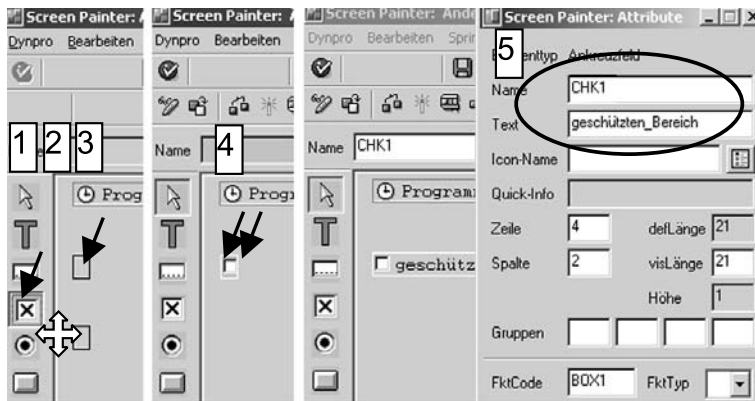 Screen Painter: A
Dynpro Bearbeiten
1 2 3
Prog
Screen Painter:
Dynpro Bearbeiten
Name 4
Progr
Screen Painter: Ände
Dynpro Bearbeiten Sprin
Name CHK1
Program
geschütz
Screen Painter: Attribute
5
Ankreuzfeld
Name CHK1
Text geschützten_Bereich
Icon-Name
Quick-Info
Zeile 4 defLänge 21
Spalte 2 visLänge 21
Höhe 1
Gruppen
FktCode BOX1 FktTyp